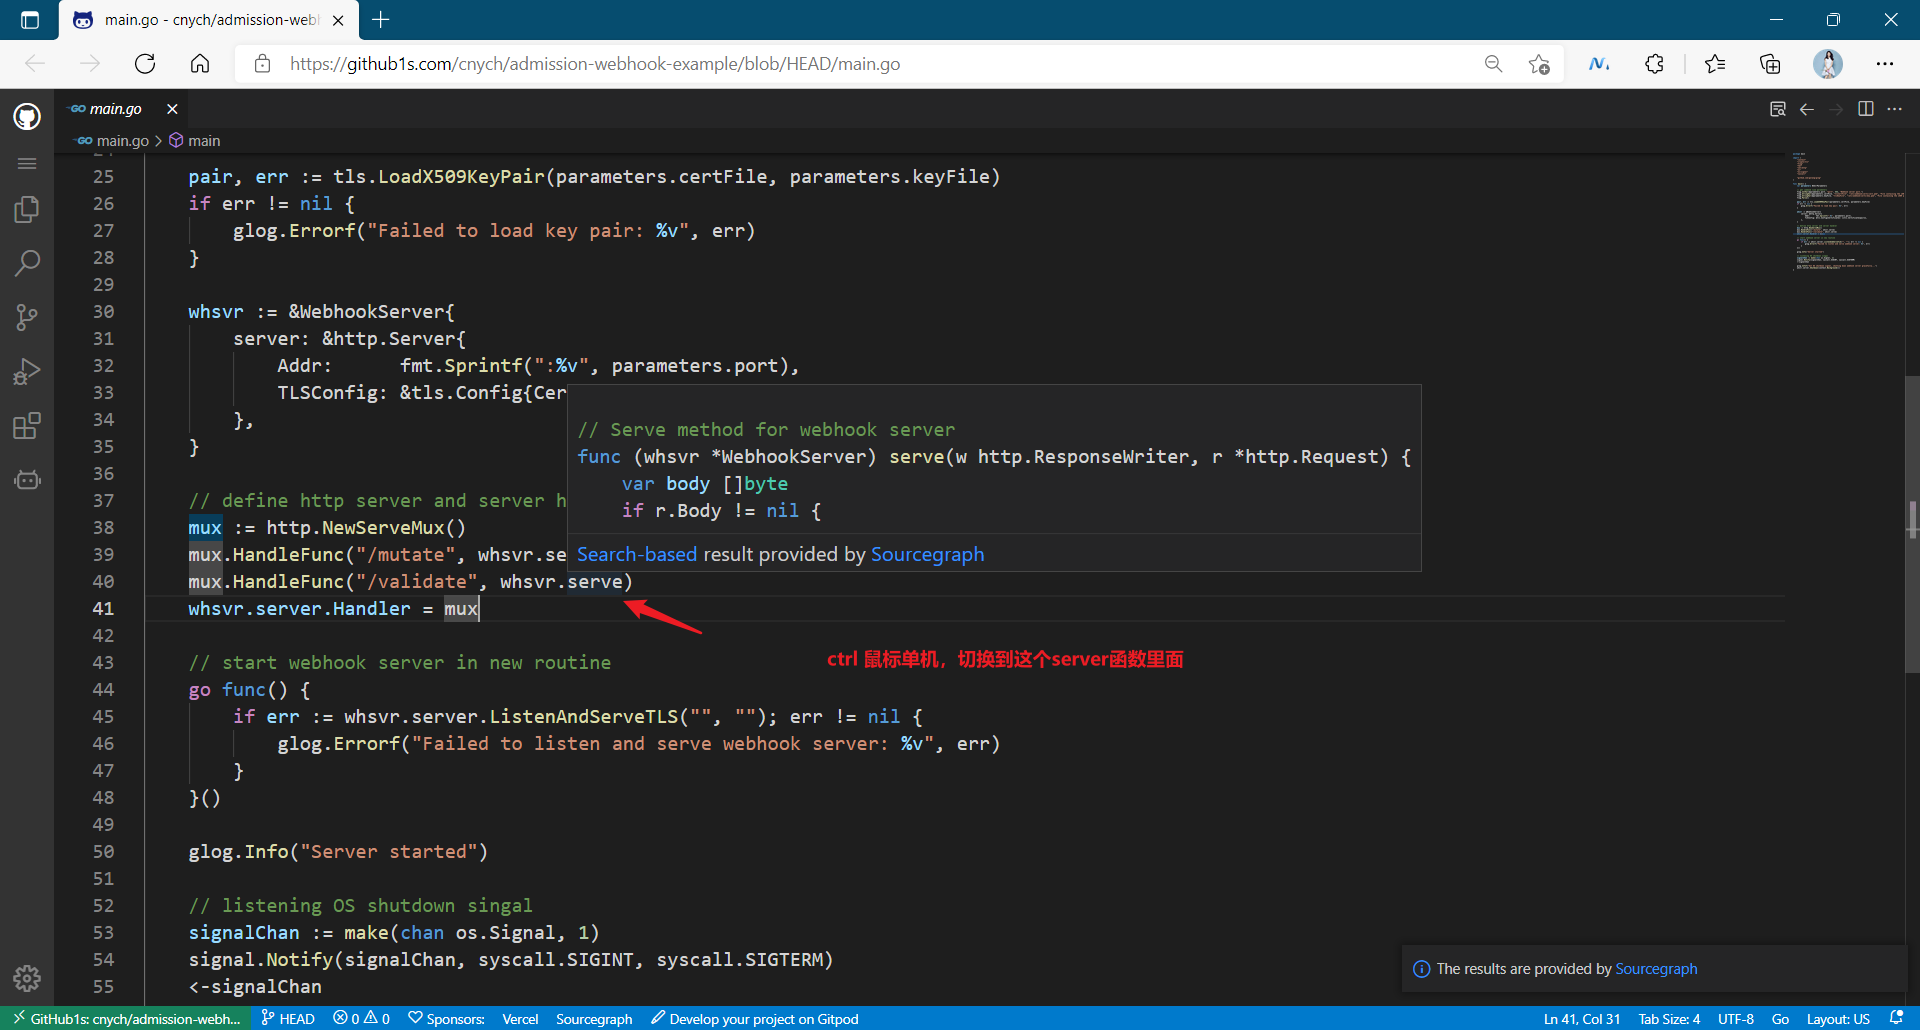 main.go - cnych/admission-webl
https://github1s.com/cnych/admission-webhook-example/blob/HEAD/main.go
main.go
main.go > main
25 pair, err := tls.LoadX509KeyPair(parameters.certFile, parameters.keyFile)
26 if err != nil {
27 glog.Errorf("Failed to load key pair: %v", err)
28 }
29
30 whsvr := &WebhookServer{
31 server: &http.Server{
32 Addr:      fmt.Sprintf(":%v", parameters.port),
33 TLSConfig: &tls.Config{Cer
34 },
35 }
36
// Serve method for webhook server
func (whsvr *WebhookServer) serve(w http.ResponseWriter, r *http.Request) {
var body []byte
if r.Body != nil {
Search-based result provided by Sourcegraph
37 // define http server and server h
38 mux := http.NewServeMux()
39 mux.HandleFunc("/mutate", whsvr.se
40 mux.HandleFunc("/validate", whsvr.serve)
41 whsvr.server.Handler = mux
42
ctrl 鼠标单机，切换到这个server函数里面
43 // start webhook server in new routine
44 go func() {
45 if err := whsvr.server.ListenAndServeTLS("", ""); err != nil {
46 glog.Errorf("Failed to listen and serve webhook server: %v", err)
47 }
48 }()
49
50 glog.Info("Server started")
51
52 // listening OS shutdown singal
53 signalChan := make(chan os.Signal, 1)
54 signal.Notify(signalChan, syscall.SIGINT, syscall.SIGTERM)
55 <-signalChan
The results are provided by Sourcegraph
GitHub1s: cnych/admission-webh... HEAD 0 0 Sponsors: Vercel Sourcegraph Develop your project on Gitpod Ln 41, Col 31 Tab Size: 4 UTF-8 Go Layout: US